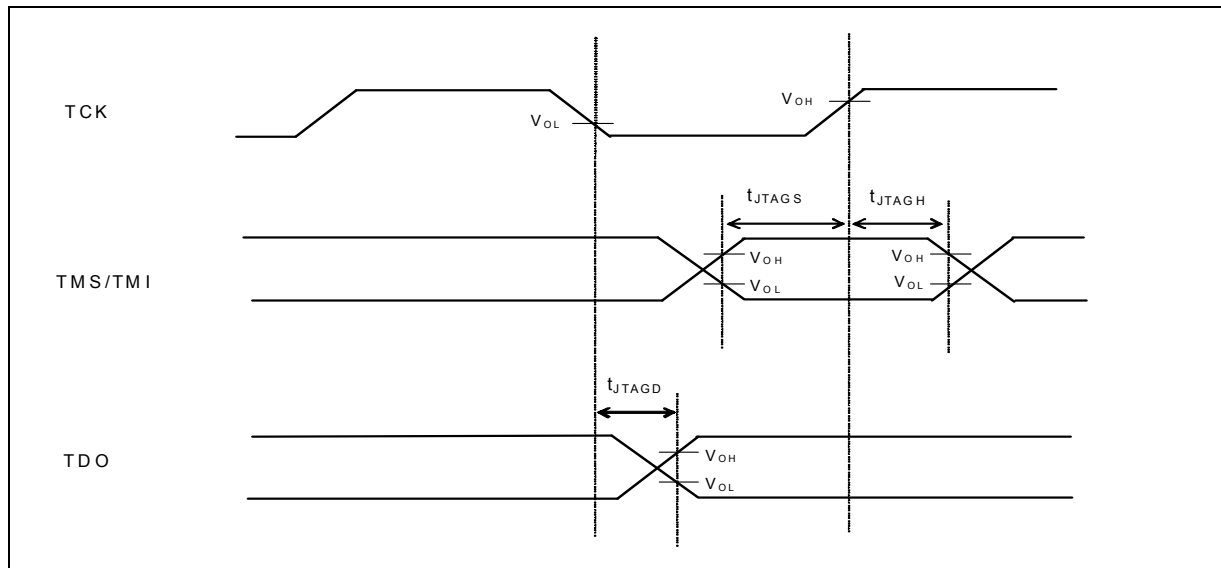 TCK
VOL
VOH
tJTAGS
tJTAGH
TMS/TMI
VOH
VOL
VOH
VOL
tJTAGD
TDO
VOH
VOL